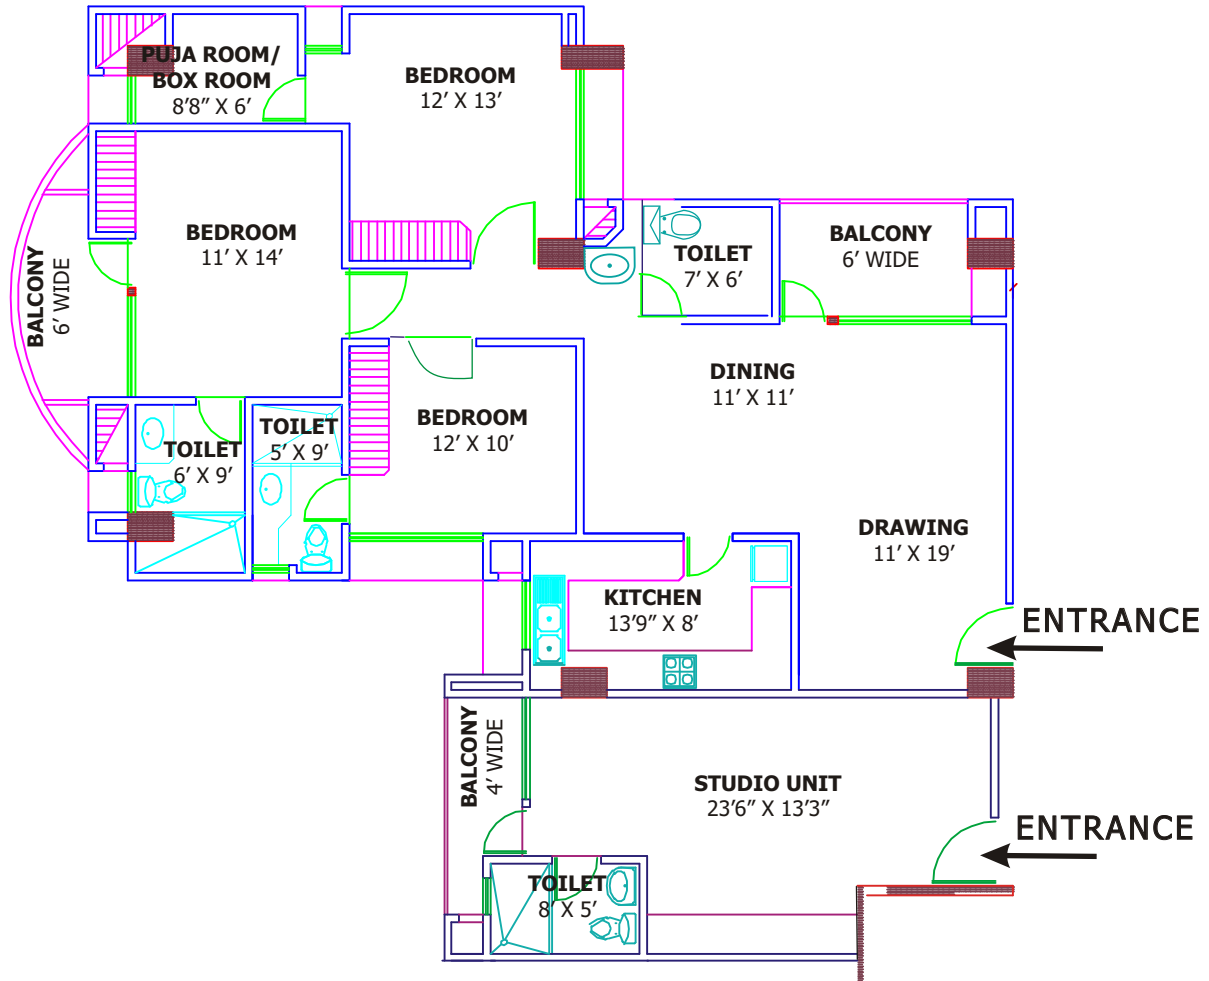 PUJA ROOM/
BOX ROOM
8′8″ X 6′
BEDROOM
12′ X 13′
BEDROOM
11′ X 14′
BALCONY
6′ WIDE
TOILET
7′ X 6′
BALCONY
6′ WIDE
DINING
11′ X 11′
BEDROOM
12′ X 10′
TOILET
6′ X 9′
TOILET
5′ X 9′
DRAWING
11′ X 19′
KITCHEN
13′9″ X 8′
ENTRANCE
BALCONY
4′ WIDE
STUDIO UNIT
23′6″ X 13′3″
ENTRANCE
TOILET
8′ X 5′